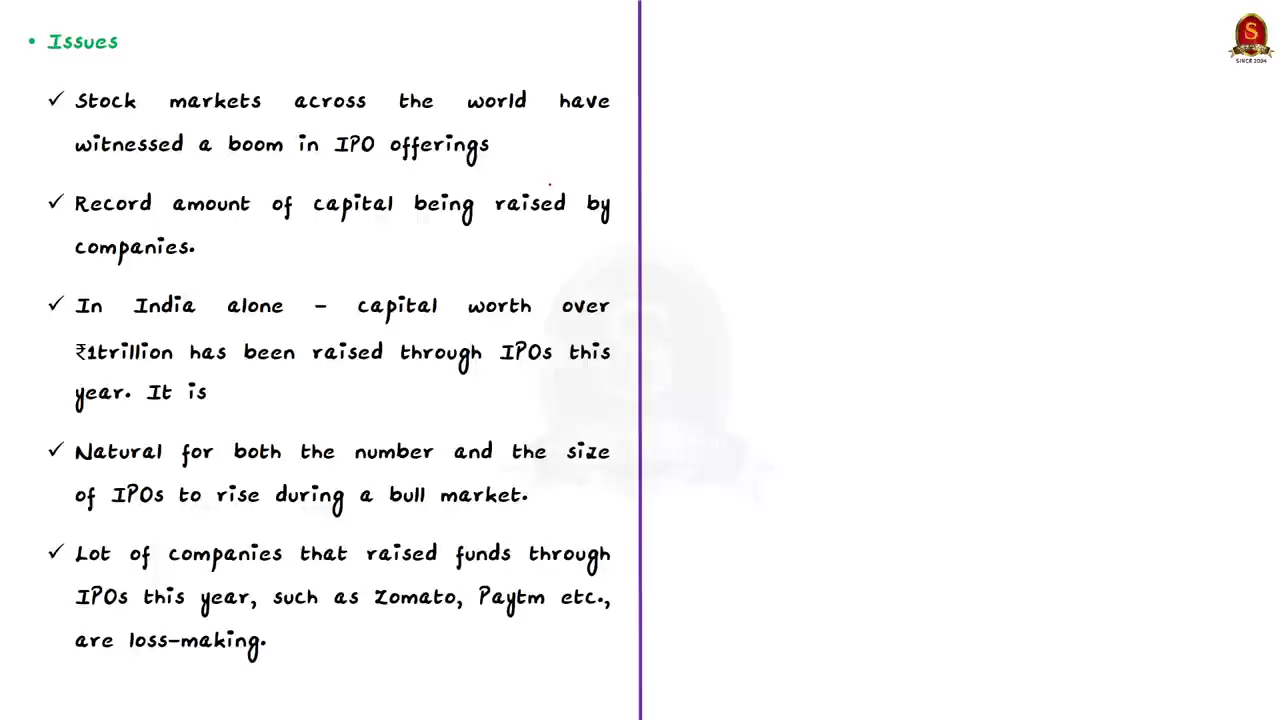 • Issues
✓ Stock markets across the world have
witnessed a boom in IPO offerings
✓ Record amount of capital being raised by
companies.
✓ In India alone – capital worth over
₹1trillion has been raised through IPOs this
year. It is
✓ Natural for both the number and the size
of IPOs to rise during a bull market.
✓ Lot of companies that raised funds through
IPOs this year, such as Zomato, Paytm etc.,
are loss-making.
S
SINCE 2004